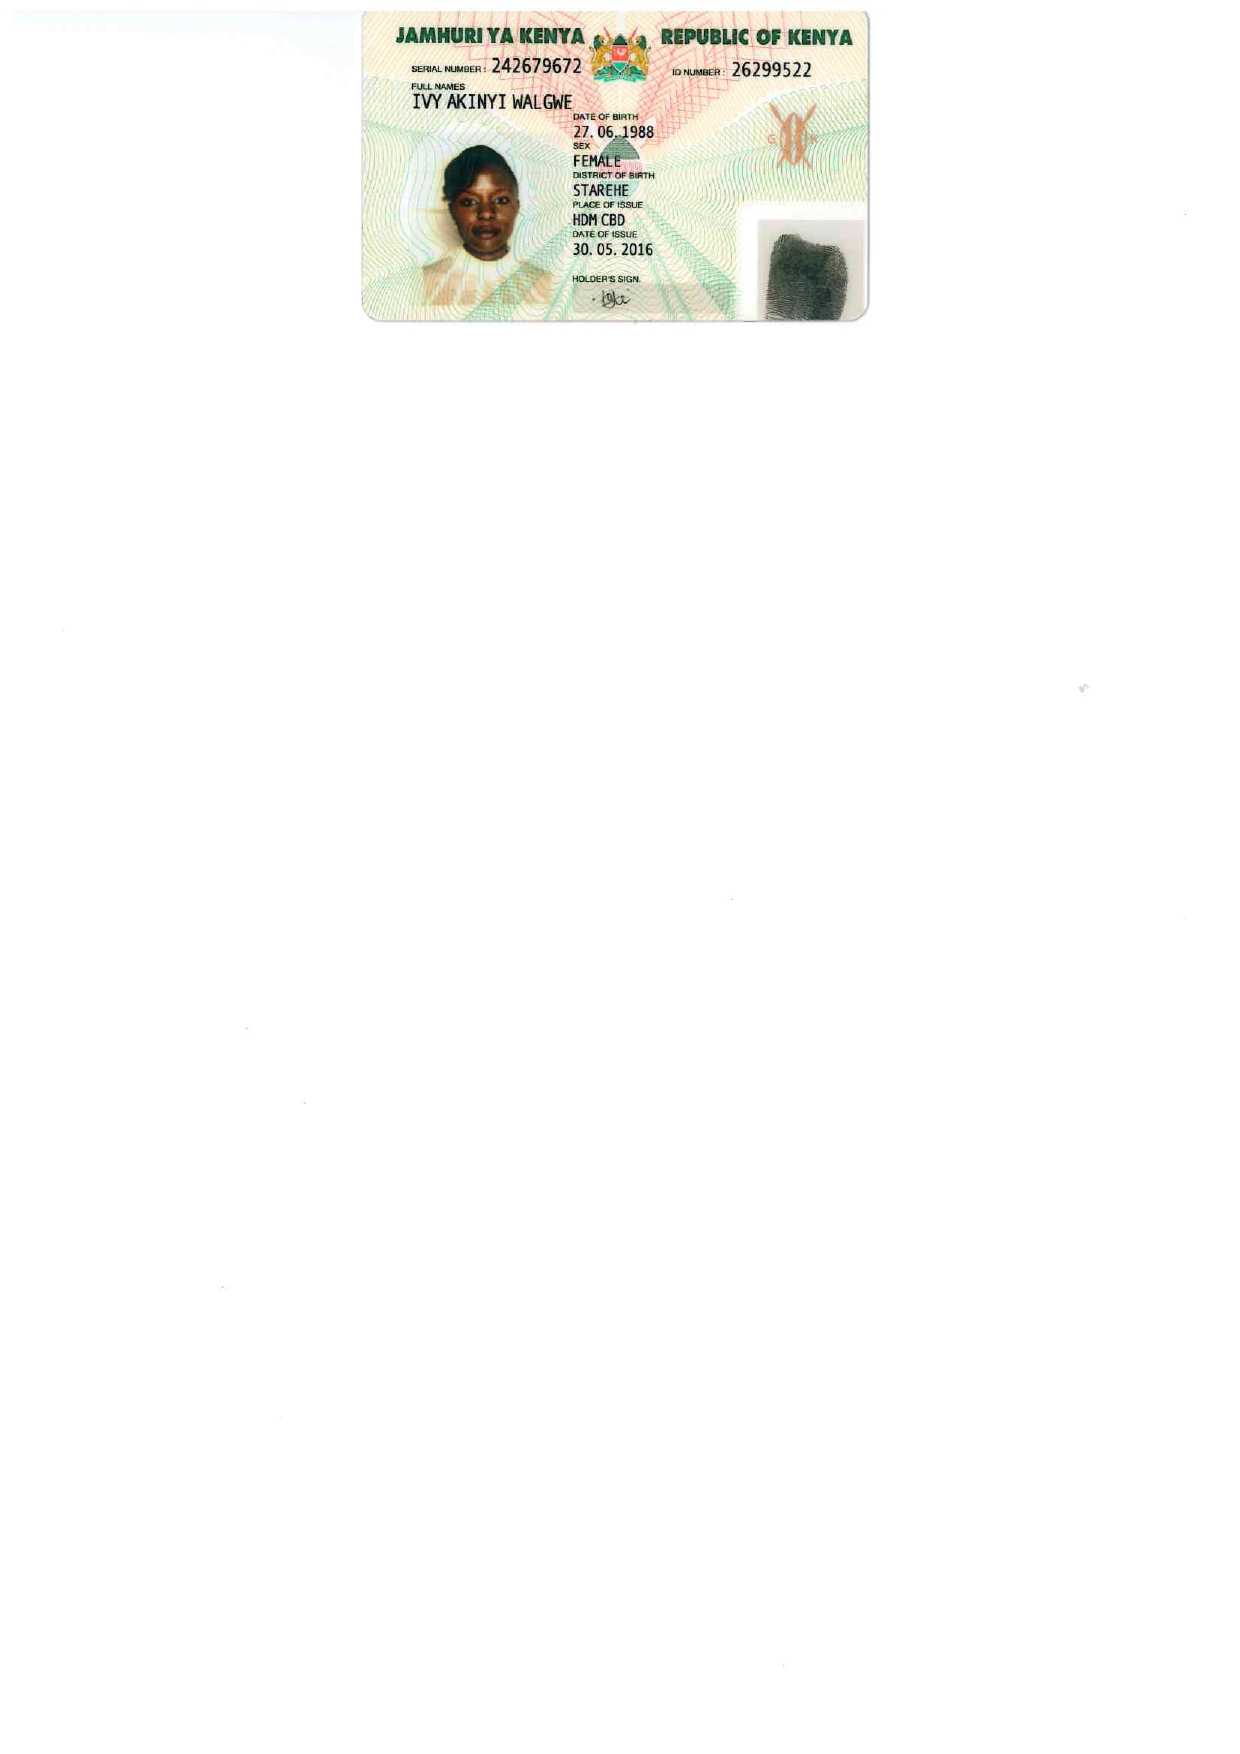 JAMHURI YA KENYA REPUBLIC OF KENYA
SERIAL NUMBER: 242679672 ID NUMBER: 26299522
FULL NAMES
IVY AKINYI WALGWE
DATE OF BIRTH
27. 06. 1988
SEX
FEMALE
DISTRICT OF BIRTH
STAREHE
PLACE OF ISSUE
HDM CBD
DATE OF ISSUE
30. 05. 2016
HOLDER'S SIGN.
G K